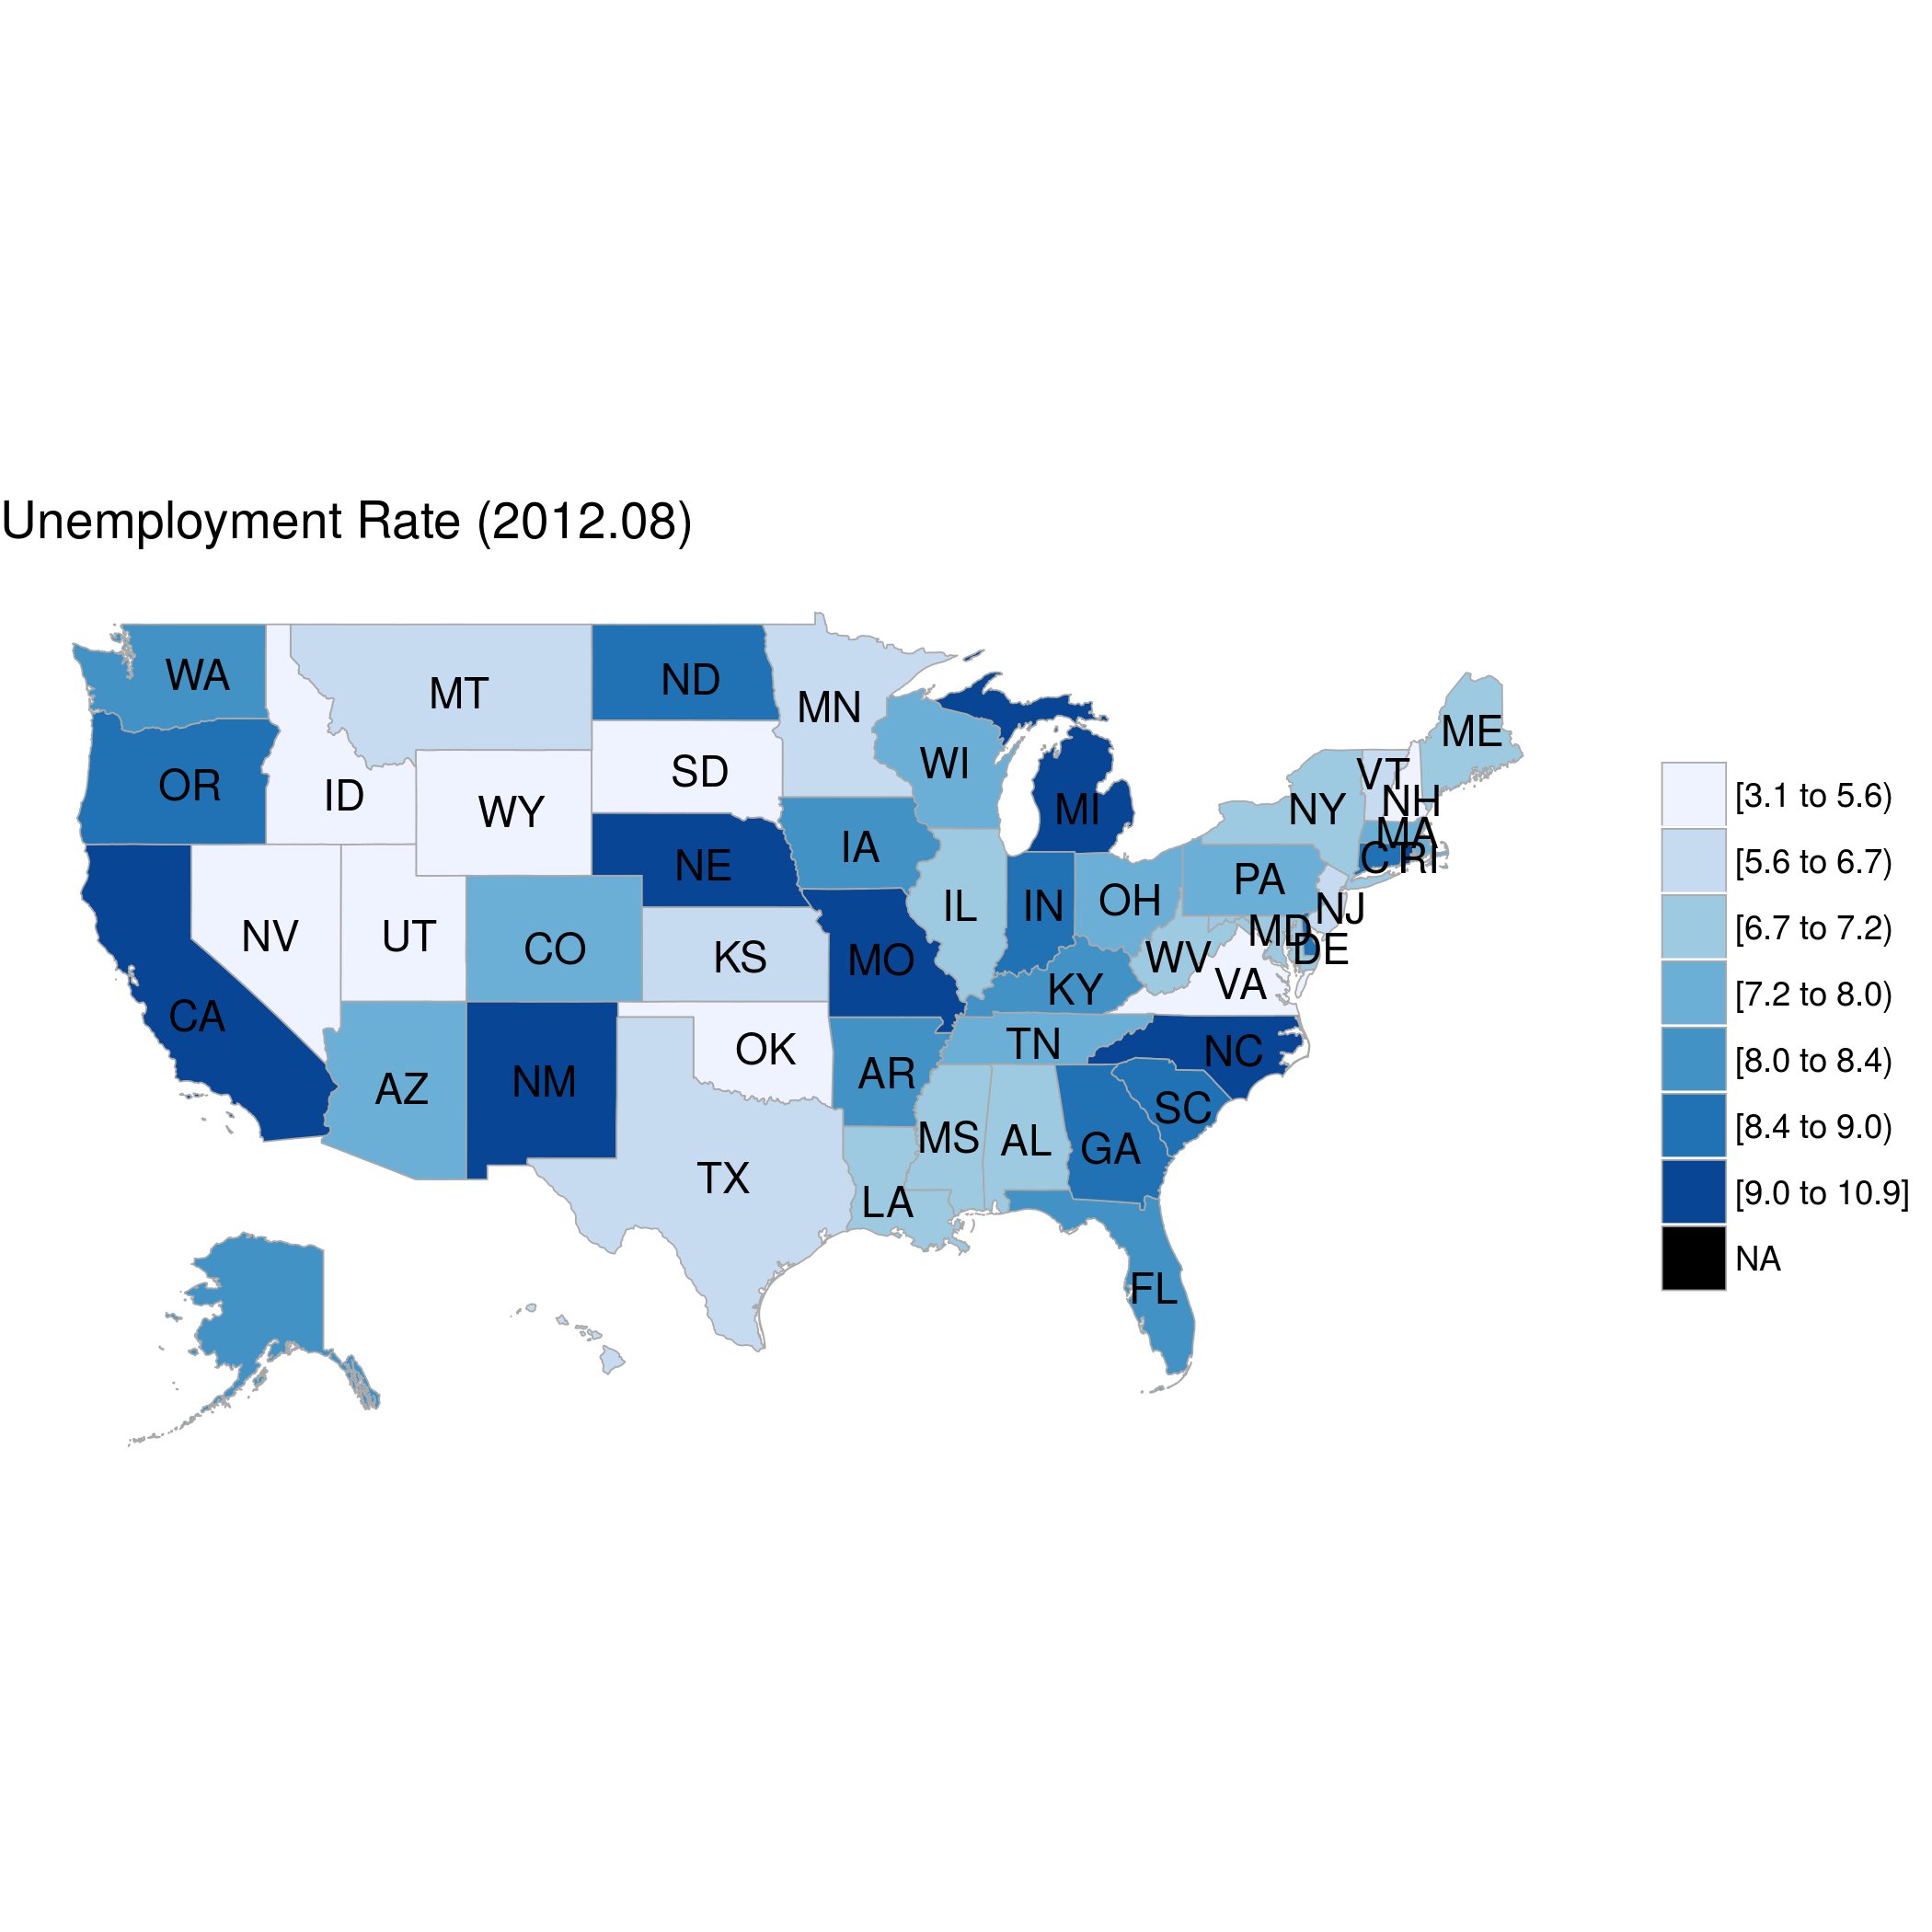 Unemployment Rate (2012.08)
WA
MT
ND
MN
ME
OR
ID
WY
SD
WI
VT
NH
MI
NY
MA
NE
IA
C
RI
PA
NV
UT
CO
KS
MO
IL
IN
OH
NJ
MD
DE
WV
VA
KY
CA
AZ
NM
OK
AR
TN
NC
SC
TX
LA
MS
AL
GA
FL
[3.1 to 5.6)
[5.6 to 6.7)
[6.7 to 7.2)
[7.2 to 8.0)
[8.0 to 8.4)
[8.4 to 9.0)
[9.0 to 10.9]
NA